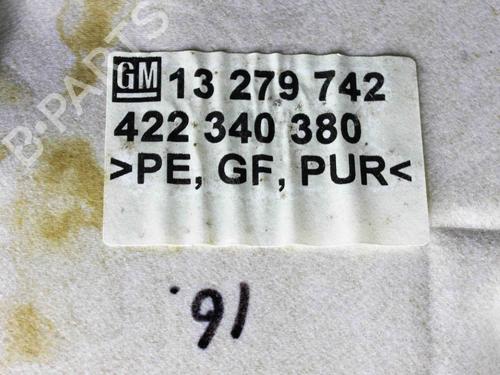 GM 13 279 742
422 340 380
>PE, GF, PUR<
16.
B-PARTS